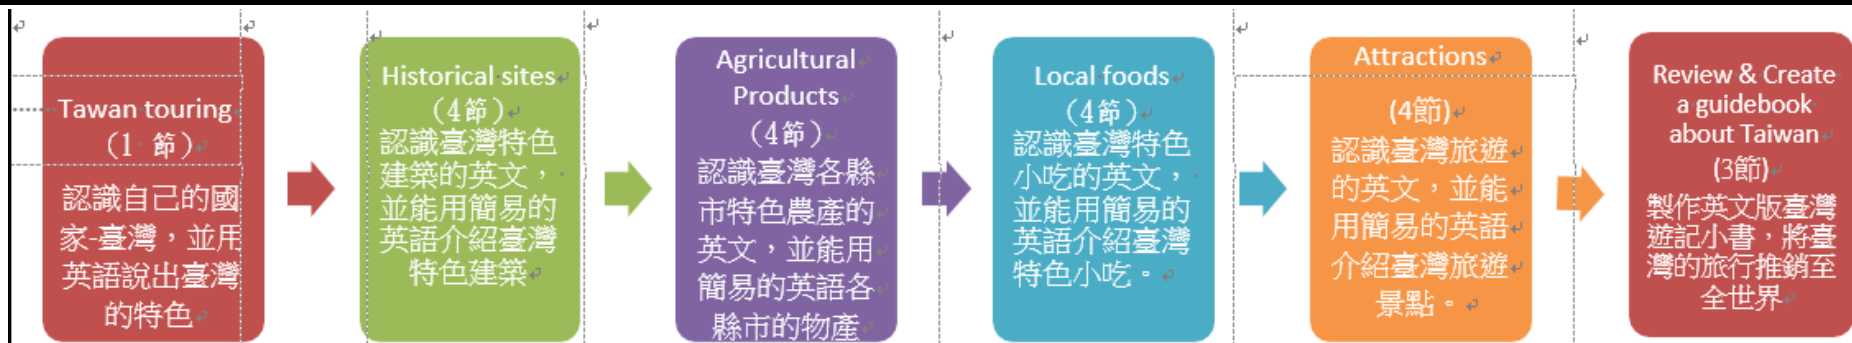 Tawan touring
（1 節）
認識自己的國
家-臺灣，並用
英語說出臺灣
的特色
Historical sites
（4節）
認識臺灣特色
建築的英文，
並能用簡易的
英語介紹臺灣
特色建築
Agricultural
Products
（4節）
認識臺灣各縣
市特色農產的
英文，並能用
簡易的英語各
縣市的物產
Local foods
（4節）
認識臺灣特色
小吃的英文，
並能用簡易的
英語介紹臺灣
特色小吃。
Attractions
(4節)
認識臺灣旅遊
的英文，並能
用簡易的英語
介紹臺灣旅遊
景點。
Review & Create
a guidebook
about Taiwan
(3節)
製作英文版臺灣
遊記小書，將臺
灣的旅行推銷至
全世界